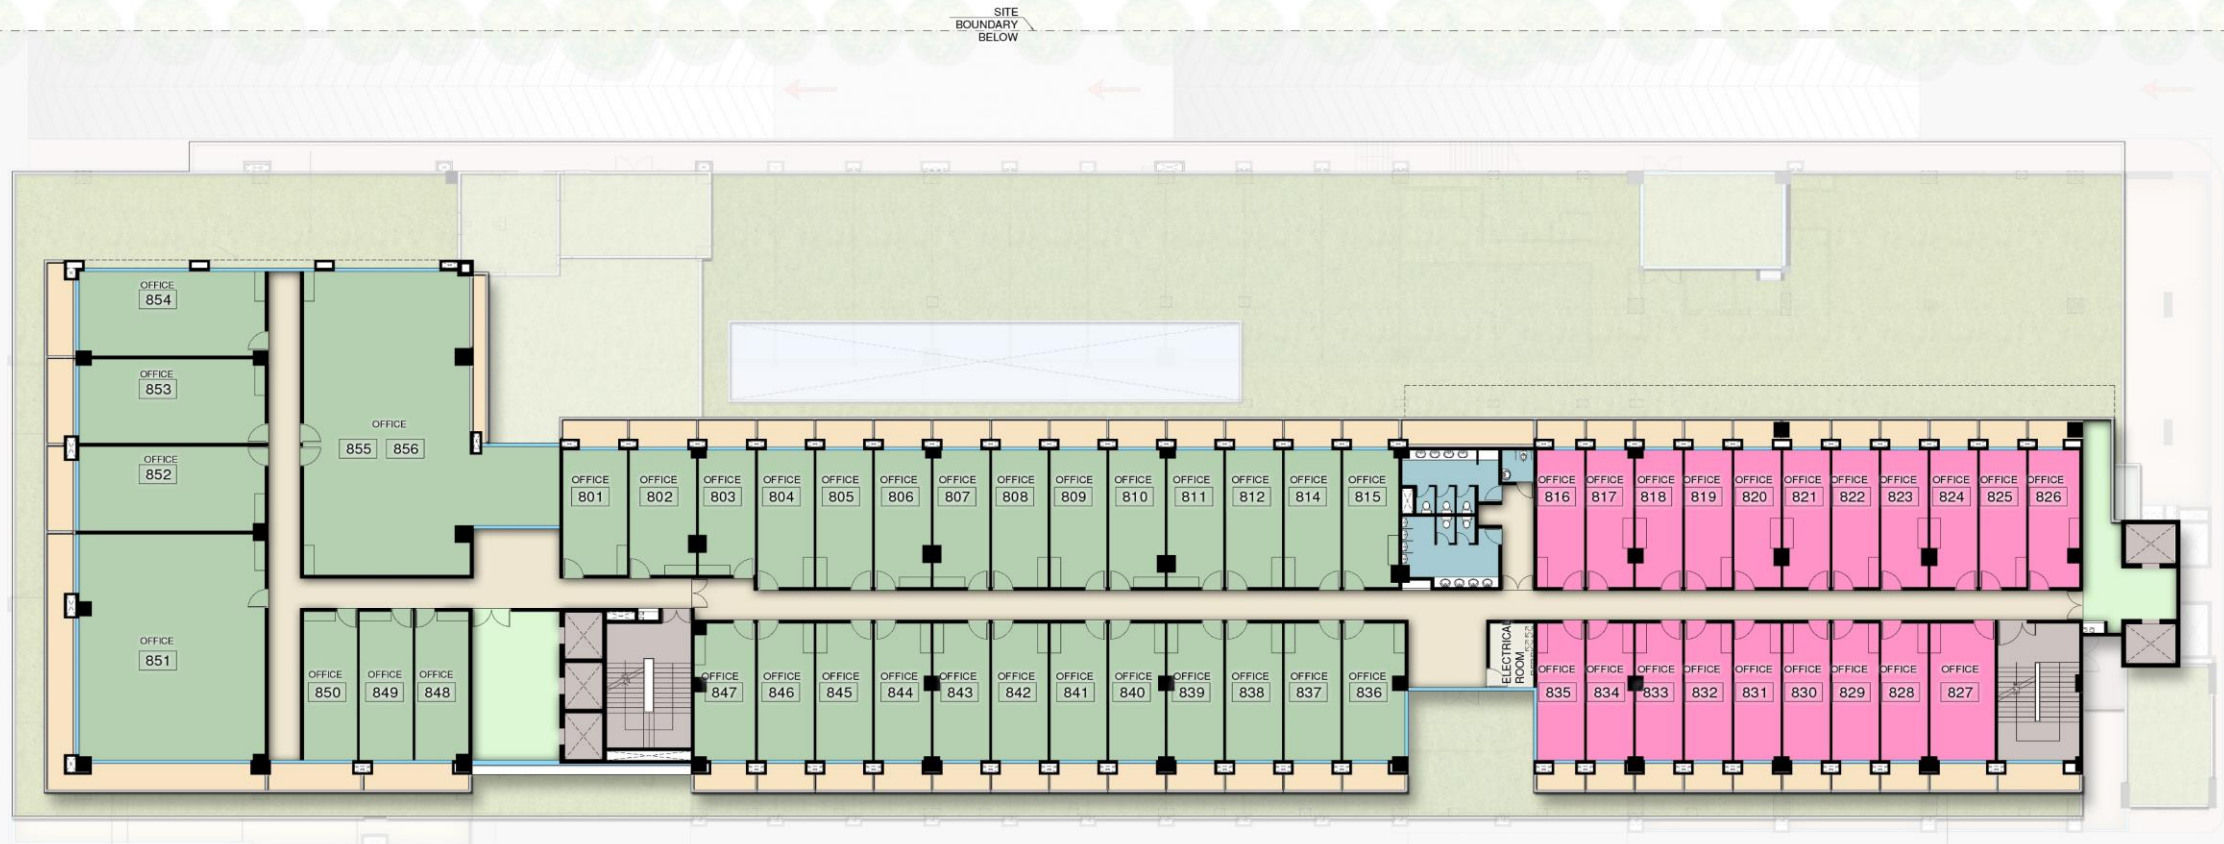 SITE
BOUNDARY
BELOW
OFFICE
854
OFFICE
853
OFFICE
852
OFFICE
851
OFFICE
855 856
OFFICE
801
OFFICE
802
OFFICE
803
OFFICE
804
OFFICE
805
OFFICE
806
OFFICE
807
OFFICE
808
OFFICE
809
OFFICE
810
OFFICE
811
OFFICE
812
OFFICE
814
OFFICE
815
OFFICE
816
OFFICE
817
OFFICE
818
OFFICE
819
OFFICE
820
OFFICE
821
OFFICE
822
OFFICE
823
OFFICE
824
OFFICE
825
OFFICE
826
OFFICE
850
OFFICE
849
OFFICE
848
OFFICE
847
OFFICE
846
OFFICE
845
OFFICE
844
OFFICE
843
OFFICE
842
OFFICE
841
OFFICE
840
OFFICE
839
OFFICE
838
OFFICE
837
OFFICE
836
ELECTRICAL
ROOM
OFFICE
835
OFFICE
834
OFFICE
833
OFFICE
832
OFFICE
831
OFFICE
830
OFFICE
829
OFFICE
828
OFFICE
827